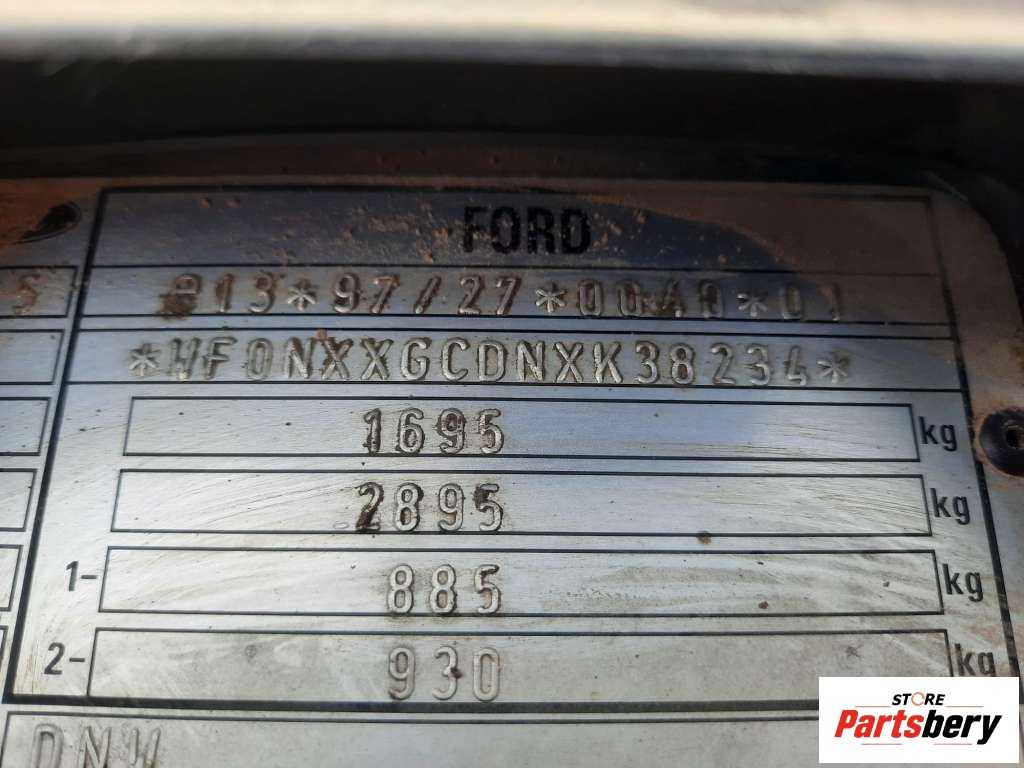 FORD
S
e13*97/27*0040*01
*WF0NXXGCDNXK38234*
1695 kg
2895 kg
1- 885 kg
2- 930 kg
DNW
STORE
Partsbery